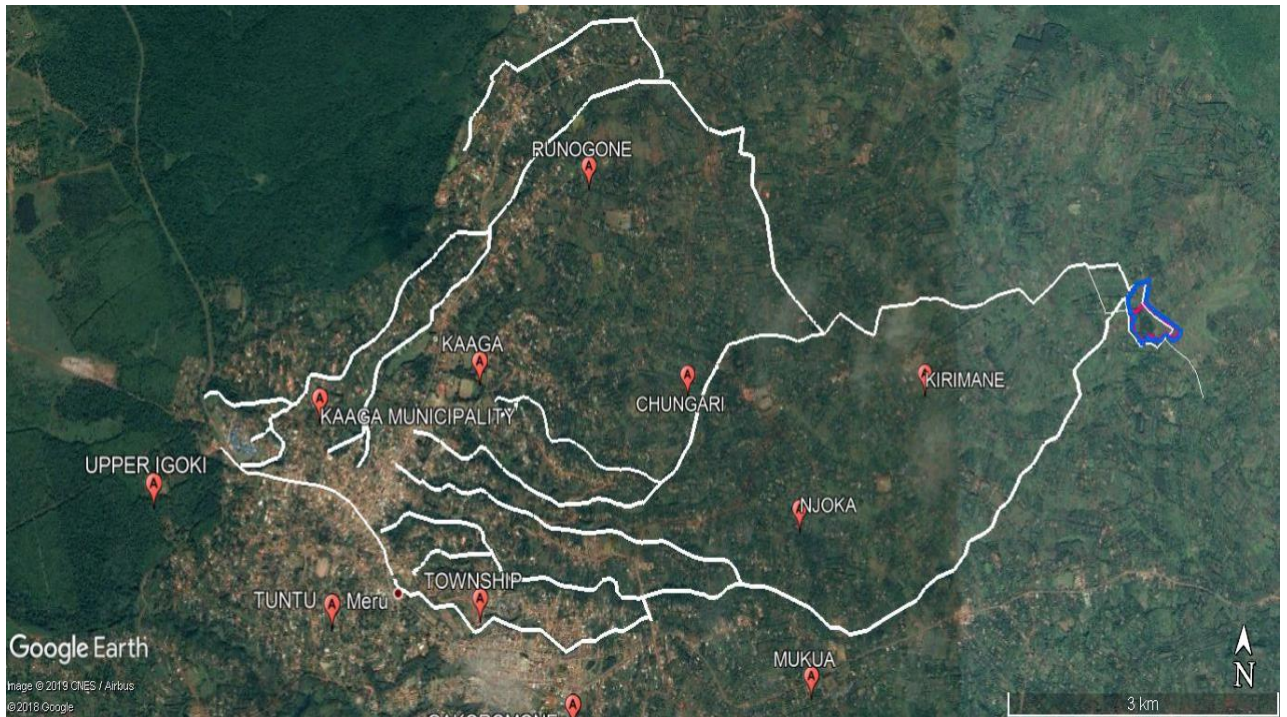 RUNOGONE
KAAGA
KIRIMANE
CHUNGARI
KAAGA MUNICIPALITY
UPPER IGOKI
NJOKA
TOWNSHIP
TUNTU
Meru
Google Earth
MUKUA
N
Image © 2019 CNES / Airbus
3 km
©2018 Google